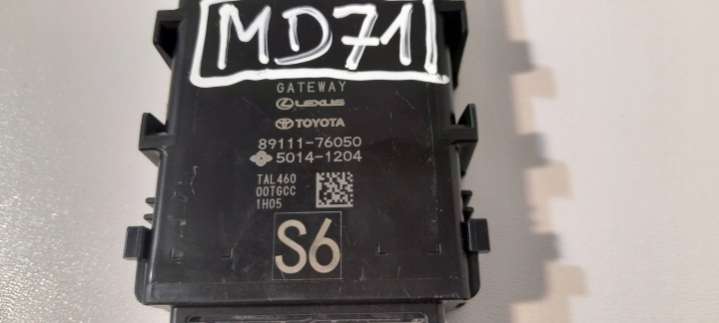 MD71
GATEWAY
LEXUS
TOYOTA
89111-76050
5014-1204
TAL460
00TGCC
1H05
S6